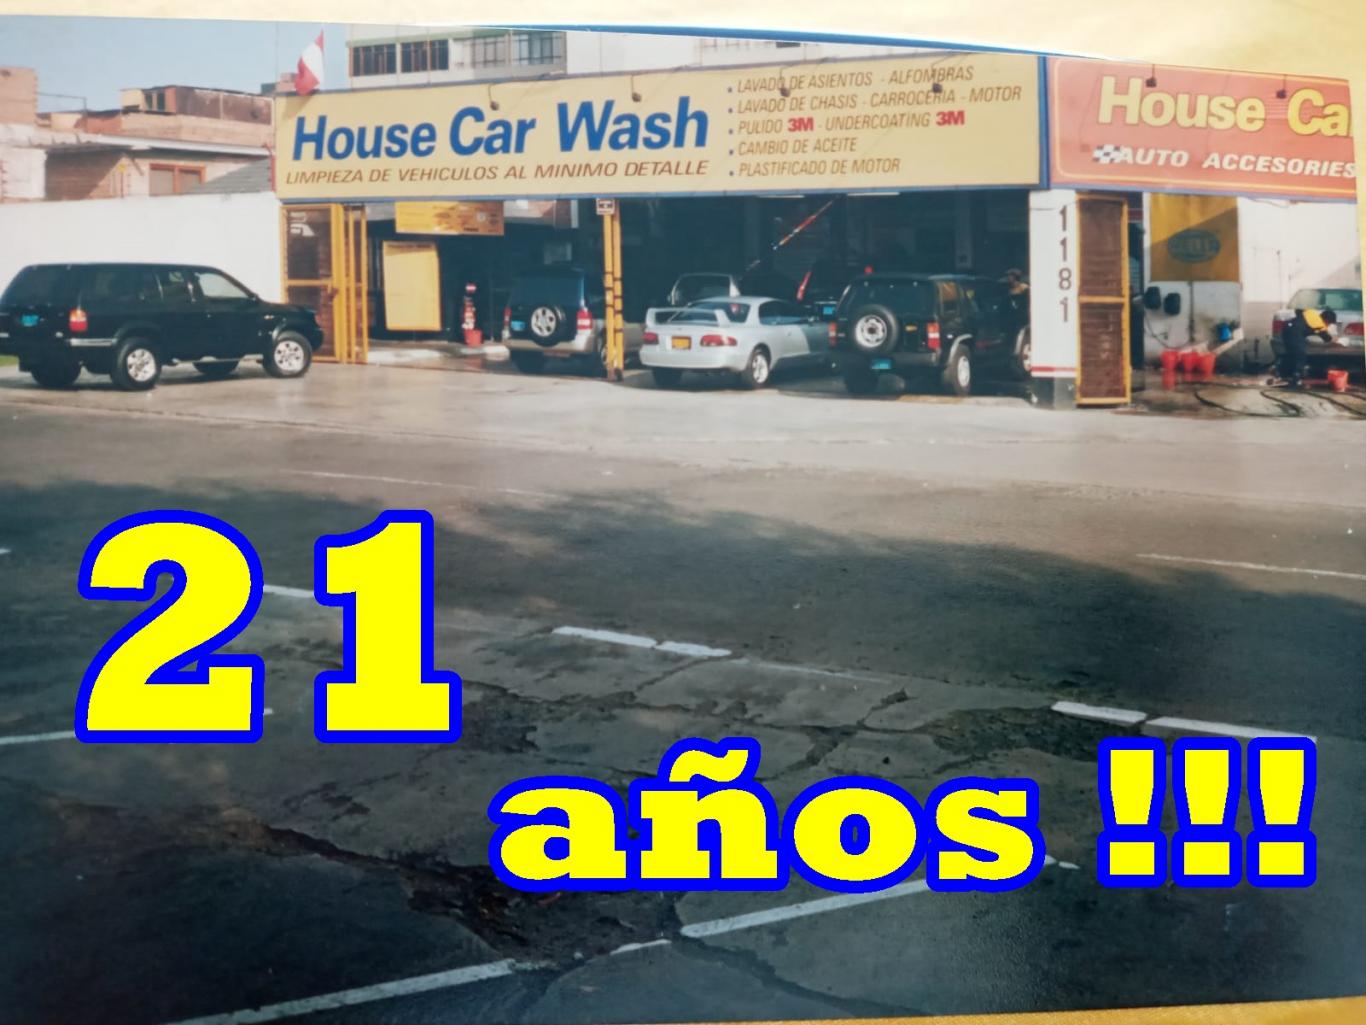 House Car Wash
LIMPIEZA DE VEHICULOS AL MINIMO DETALLE
• LAVADO DE ASIENTOS - ALFOMBRAS
• LAVADO DE CHASIS - CARROCERIA - MOTOR
• PULIDO 3M - UNDERCOATING 3M
• CAMBIO DE ACEITE
• PLASTIFICADO DE MOTOR
House Ca
AUTO ACCESORIES
1181
HELLA
21
años !!!